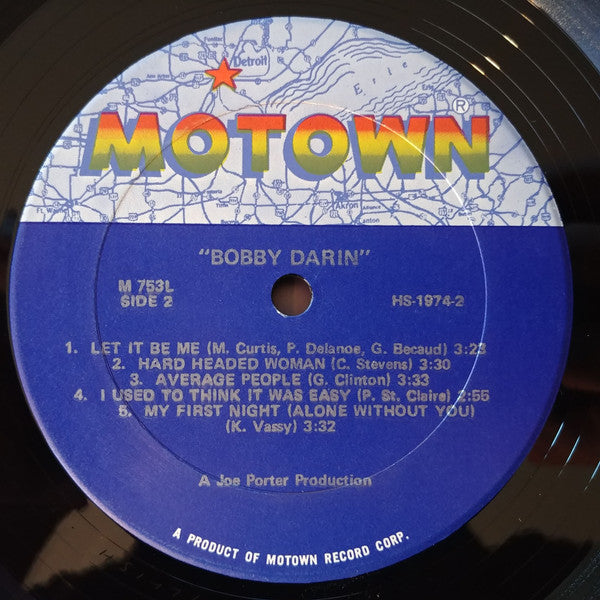 Detroit
Erie
MOTOWN®
Akron
Canton
"BOBBY DARIN"
M 753L
SIDE 2
HS-1974-2
1. LET IT BE ME (M. Curtis, P. Delanoe, G. Becaud) 3:23
2. HARD HEADED WOMAN (C. Stevens) 3:30
3. AVERAGE PEOPLE (G. Clinton) 3:33
4. I USED TO THINK IT WAS EASY (P. St. Claire) 2:55
5. MY FIRST NIGHT (ALONE WITHOUT YOU)
(K. Vassy) 3:32
A Joe Porter Production
A PRODUCT OF MOTOWN RECORD CORP.